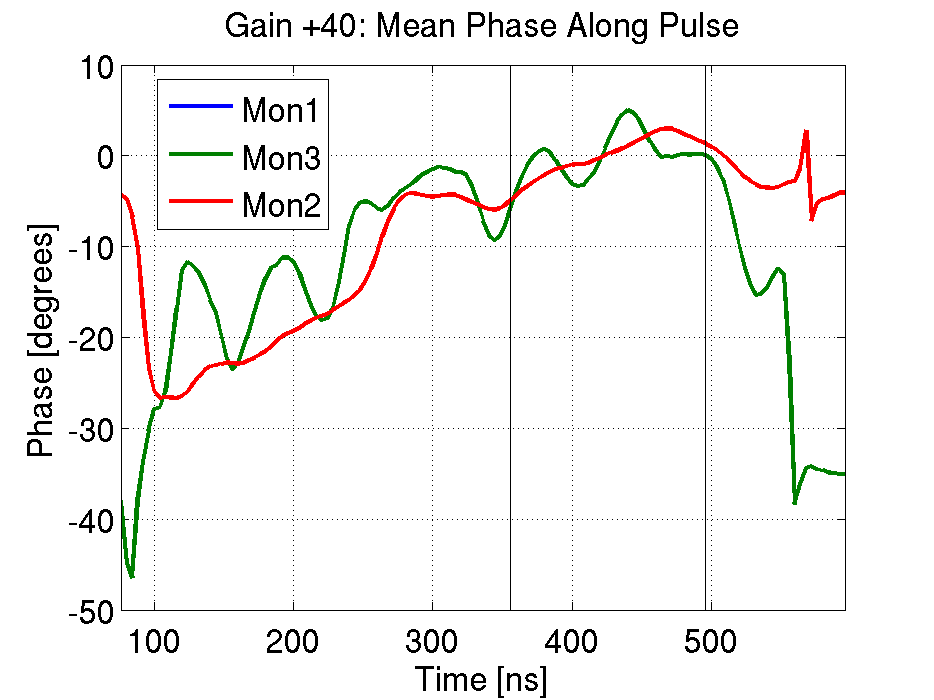 Gain +40: Mean Phase Along Pulse
10
0
-10
-20
-30
-40
-50
Phase [degrees]
Mon1
Mon3
Mon2
100 200 300 400 500
Time [ns]